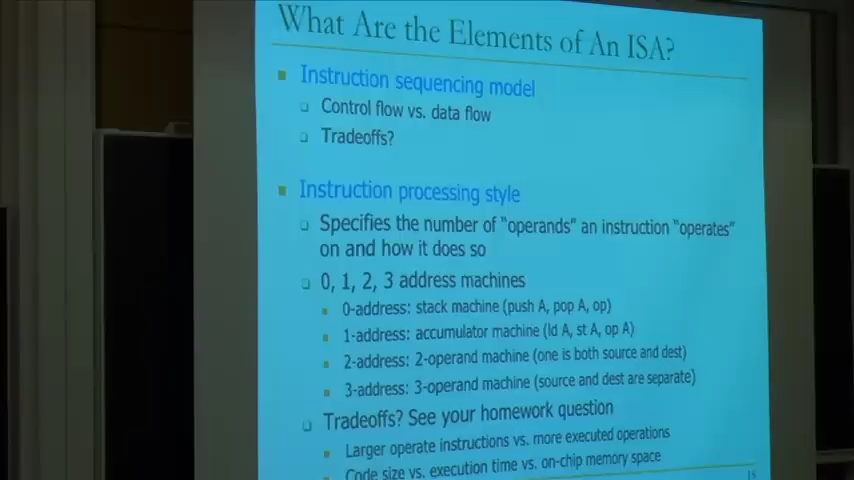 What Are the Elements of An ISA?
Instruction sequencing model
Control flow vs. data flow
Tradeoffs?
Instruction processing style
Specifies the number of “operands” an instruction “operates”
on and how it does so
0, 1, 2, 3 address machines
0-address: stack machine (push A, pop A, op)
1-address: accumulator machine (ld A, st A, op A)
2-address: 2-operand machine (one is both source and dest)
3-address: 3-operand machine (source and dest are separate)
Tradeoffs? See your homework question
Larger operate instructions vs. more executed operations
Code size vs. execution time vs. on-chip memory space